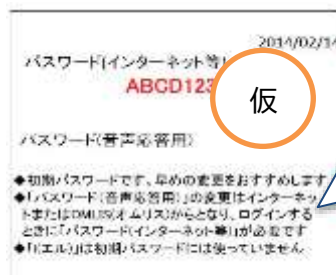 2014/02/14
パスワード(インターネット等)
ABCD123
仮
パスワード(音声応答用)
◆初期パスワードです、早めの変更をおすすめします
◆「パスワード(音声応答用)」の変更はインターネッ
トまたはOMLIS(オムリス)からとなり、ログインする
ときに「パスワード(インターネット等)」が必要です
◆「l(エル)」は初期パスワードには使っていません